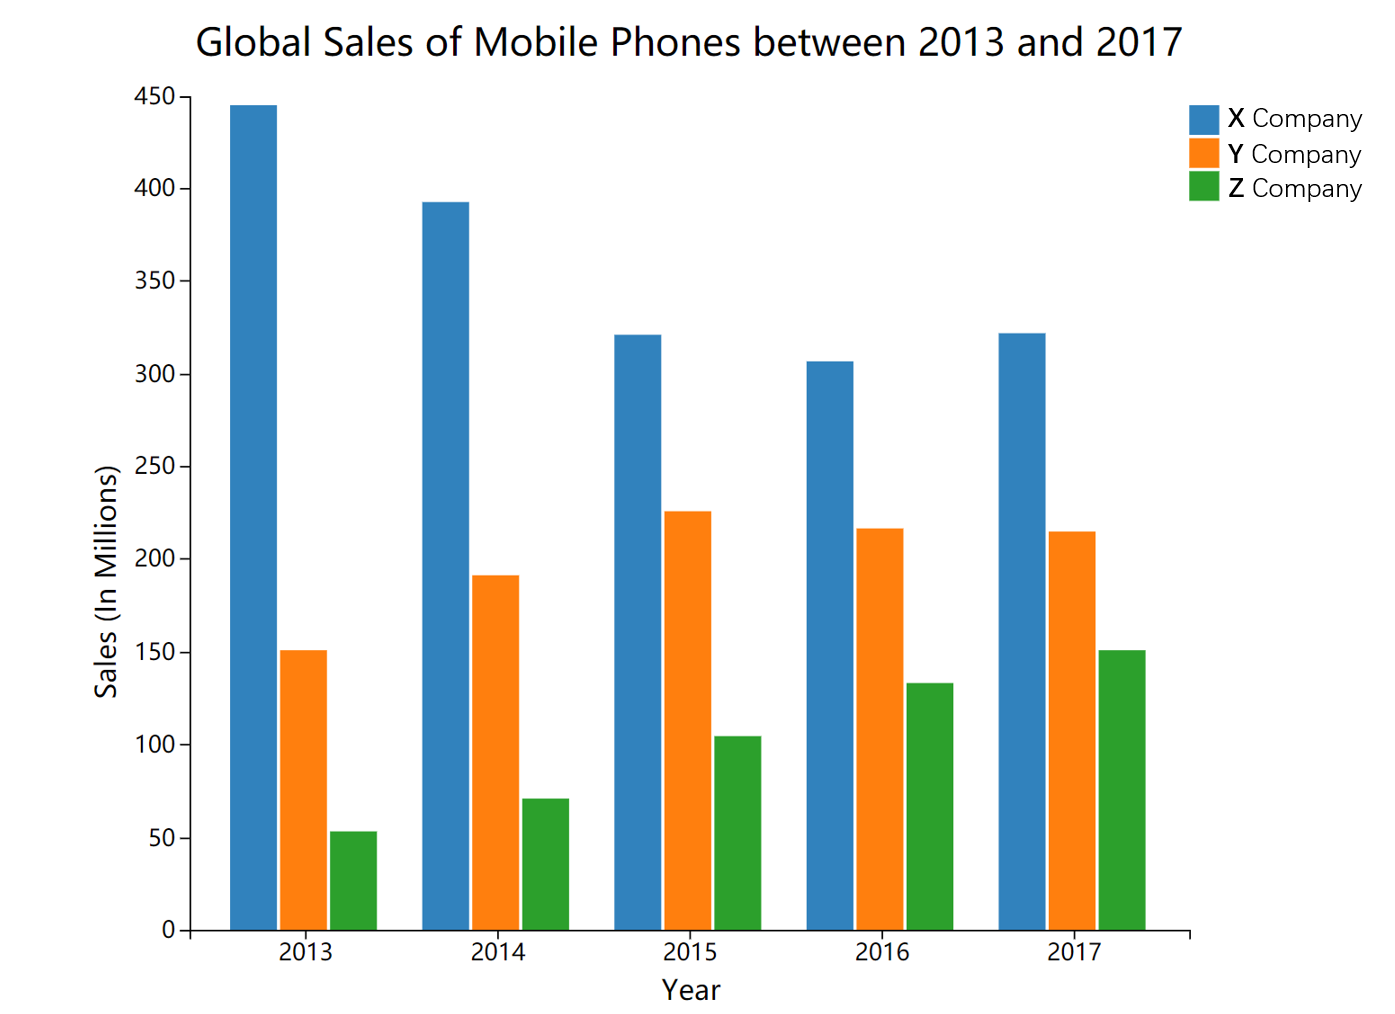 Global Sales of Mobile Phones between 2013 and 2017
X Company
Y Company
Z Company
450
400
350
300
250
200
150
100
50
0
Sales (In Millions)
2013 2014 2015 2016 2017
Year